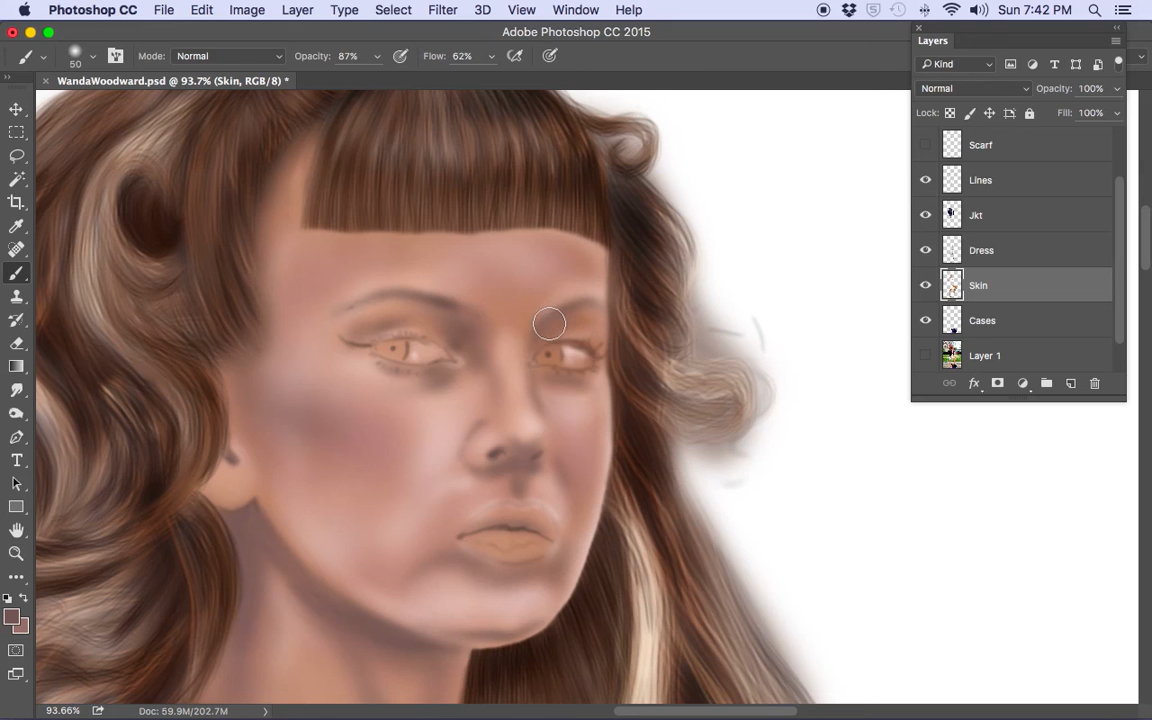 Photoshop CC File Edit Image Layer Type Select Filter 3D View Window Help Sun 7:42 PM
Adobe Photoshop CC 2015
50 Mode: Normal Opacity: 87% Flow: 62%
WandaWoodward.psd @ 93.7% (Skin, RGB/8) *
Layers
Kind
Normal Opacity: 100%
Lock: Fill: 100%
Scarf
Lines
Jkt
Dress
Skin
Cases
Layer 1
fx
93.66% Doc: 59.9M/202.7M